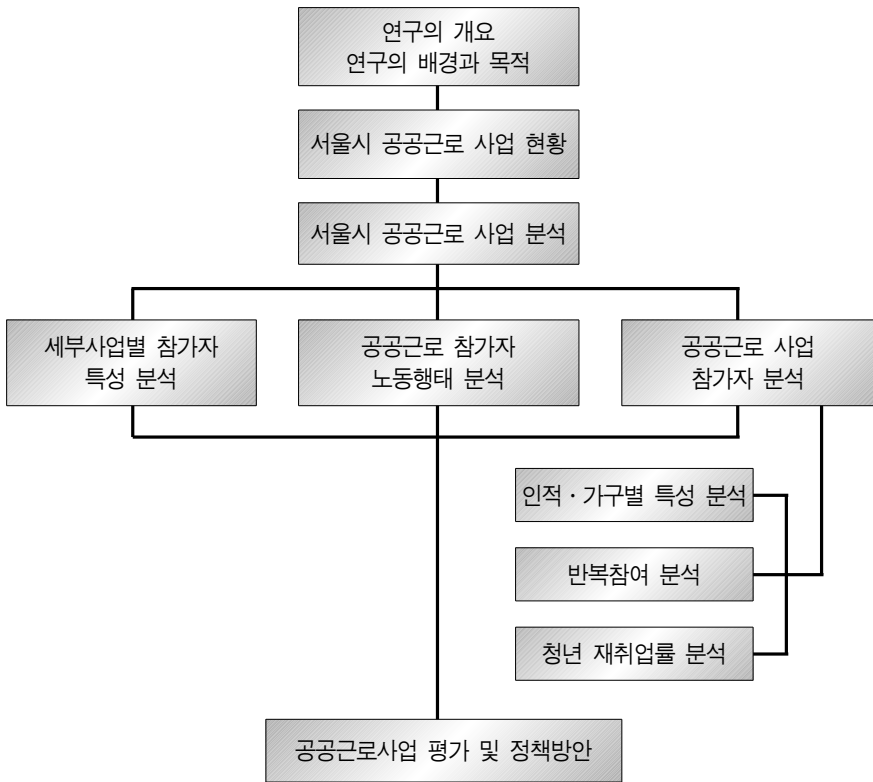 연구의 개요
연구의 배경과 목적
서울시 공공근로 사업 현황
서울시 공공근로 사업 분석
세부사업별 참가자
특성 분석
공공근로 참가자
노동행태 분석
공공근로 사업
참가자 분석
인적·가구별 특성 분석
반복참여 분석
청년 재취업률 분석
공공근로사업 평가 및 정책방안